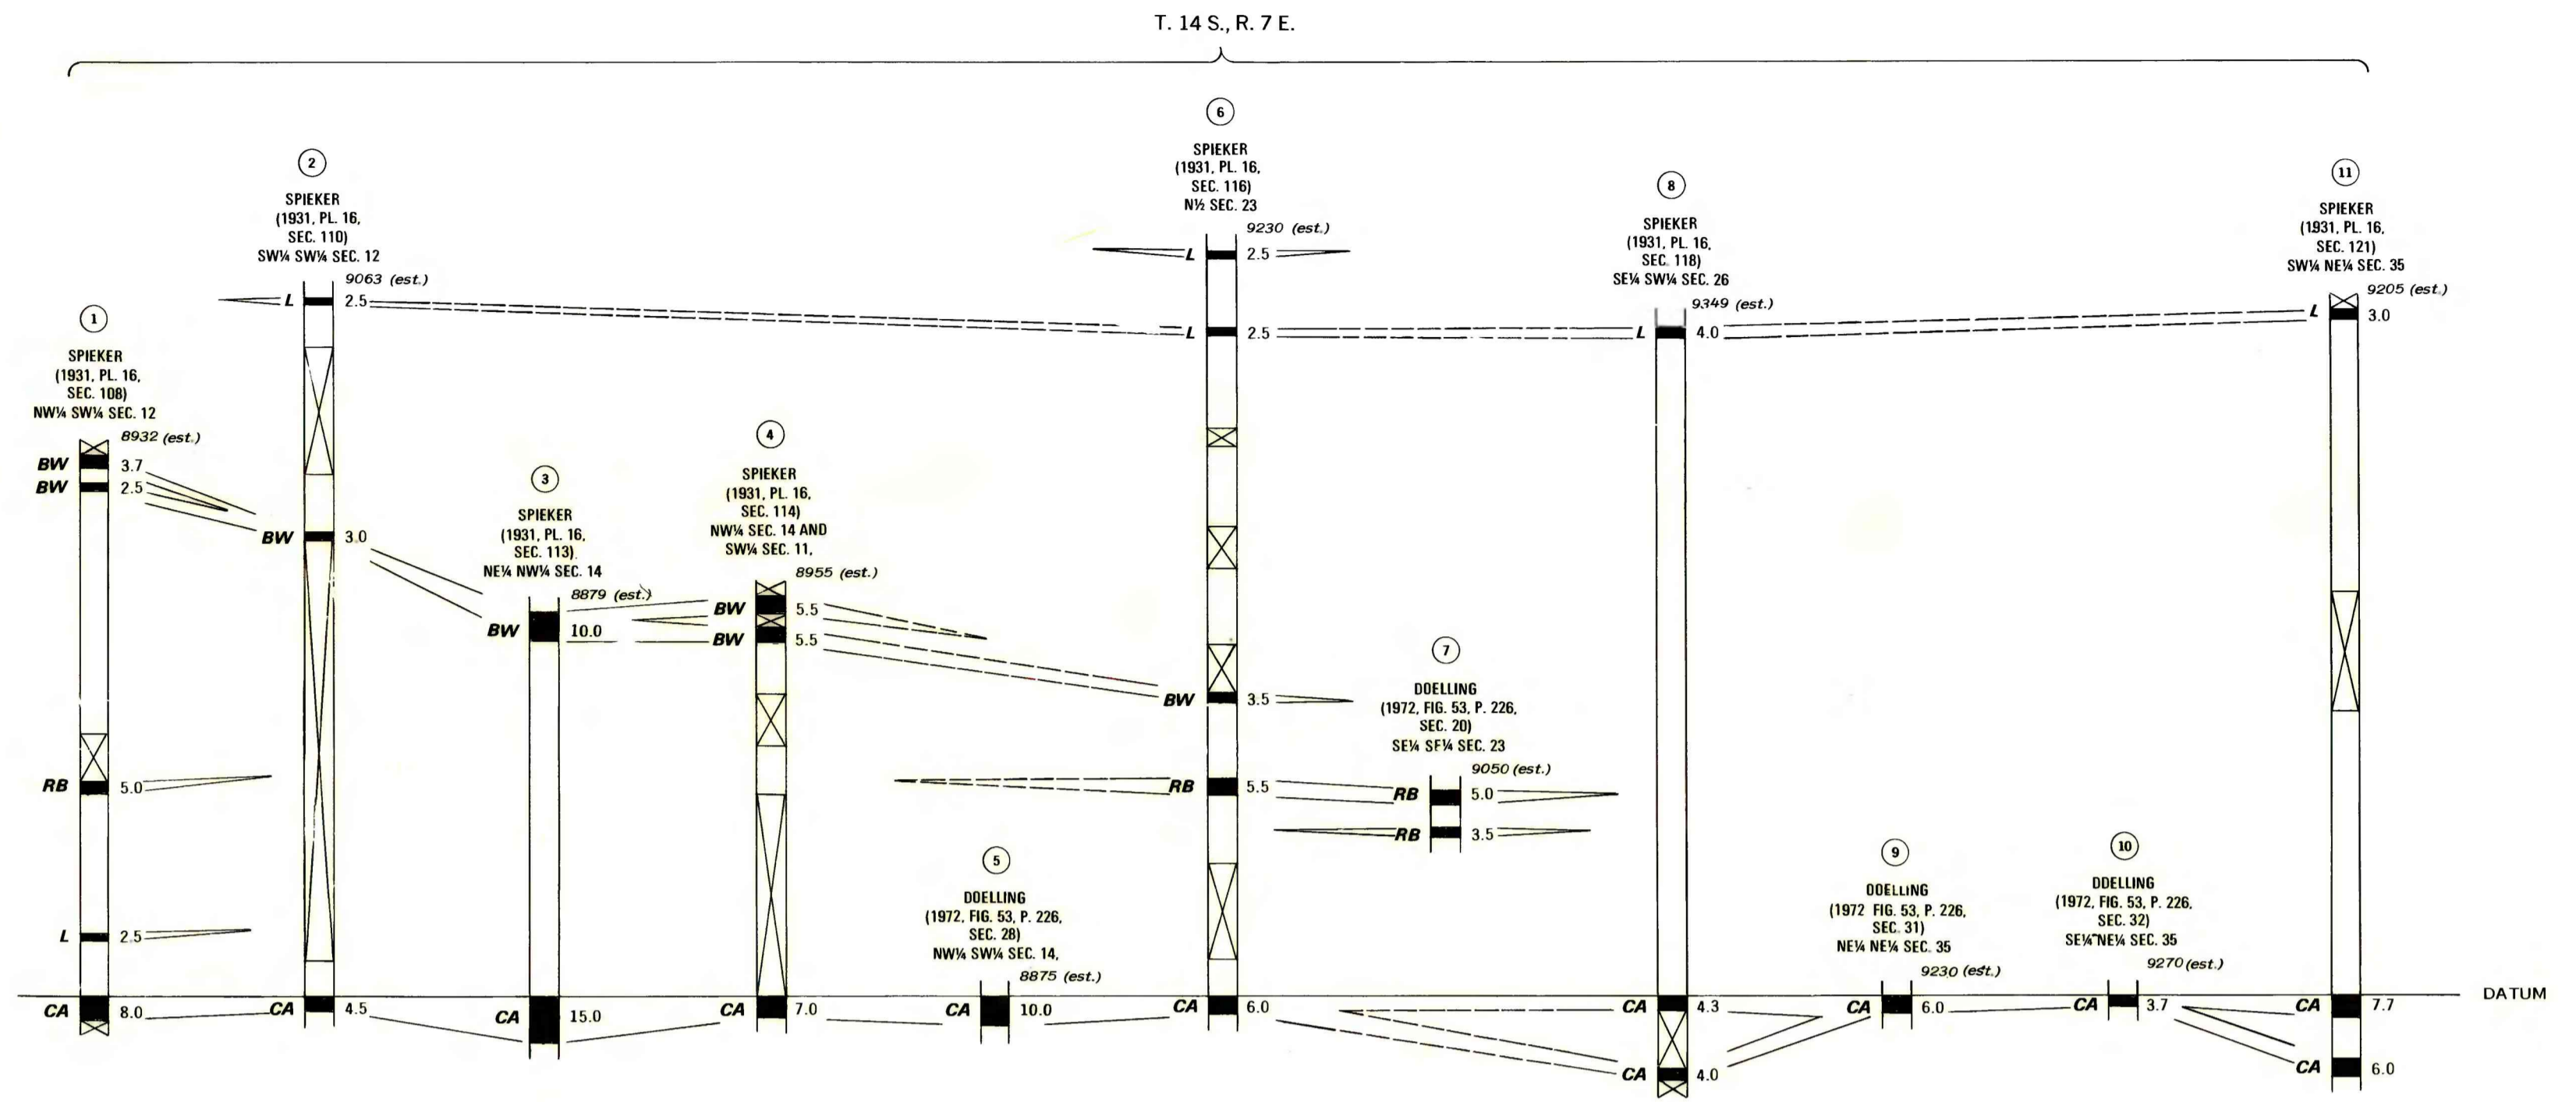 T. 14 S., R. 7 E.
1
SPIEKER
(1931, PL. 16,
SEC. 108)
NW¼ SW¼ SEC. 12
8932 (est.)
BW 3.7
BW 2.5
RB 5.0
L 2.5
CA 8.0
2
SPIEKER
(1931, PL. 16,
SEC. 110)
SW¼ SW¼ SEC. 12
9063 (est.)
L 2.5
BW 3.0
CA 4.5
3
SPIEKER
(1931, PL. 16,
SEC. 113)
NE¼ NW¼ SEC. 14
8879 (est.)
BW 10.0
CA 15.0
4
SPIEKER
(1931, PL. 16,
SEC. 114)
NW¼ SEC. 14 AND
SW¼ SEC. 11,
8955 (est.)
BW 5.5
BW 5.5
CA 7.0
5
DOELLING
(1972, FIG. 53, P. 226,
SEC. 28)
NW¼ SW¼ SEC. 14,
8875 (est.)
CA 10.0
6
SPIEKER
(1931, PL. 16,
SEC. 116)
N½ SEC. 23
9230 (est.)
L 2.5
L 2.5
BW 3.5
RB 5.5
CA 6.0
7
DOELLING
(1972, FIG. 53, P. 226,
SEC. 20)
SE¼ SE¼ SEC. 23
9050 (est.)
RB 5.0
RB 3.5
8
SPIEKER
(1931, PL. 16,
SEC. 118)
SE¼ SW¼ SEC. 26
9349 (est.)
L 4.0
CA 4.3
CA 4.0
9
DOELLING
(1972 FIG. 53, P. 226,
SEC. 31)
NE¼ NE¼ SEC. 35
9230 (est.)
CA 6.0
10
DOELLING
(1972, FIG. 53, P. 226,
SEC. 32)
SE¼ NE¼ SEC. 35
9270 (est.)
CA 3.7
11
SPIEKER
(1931, PL. 16,
SEC. 121)
SW¼ NE¼ SEC. 35
9205 (est.)
L 3.0
CA 7.7
CA 6.0
DATUM